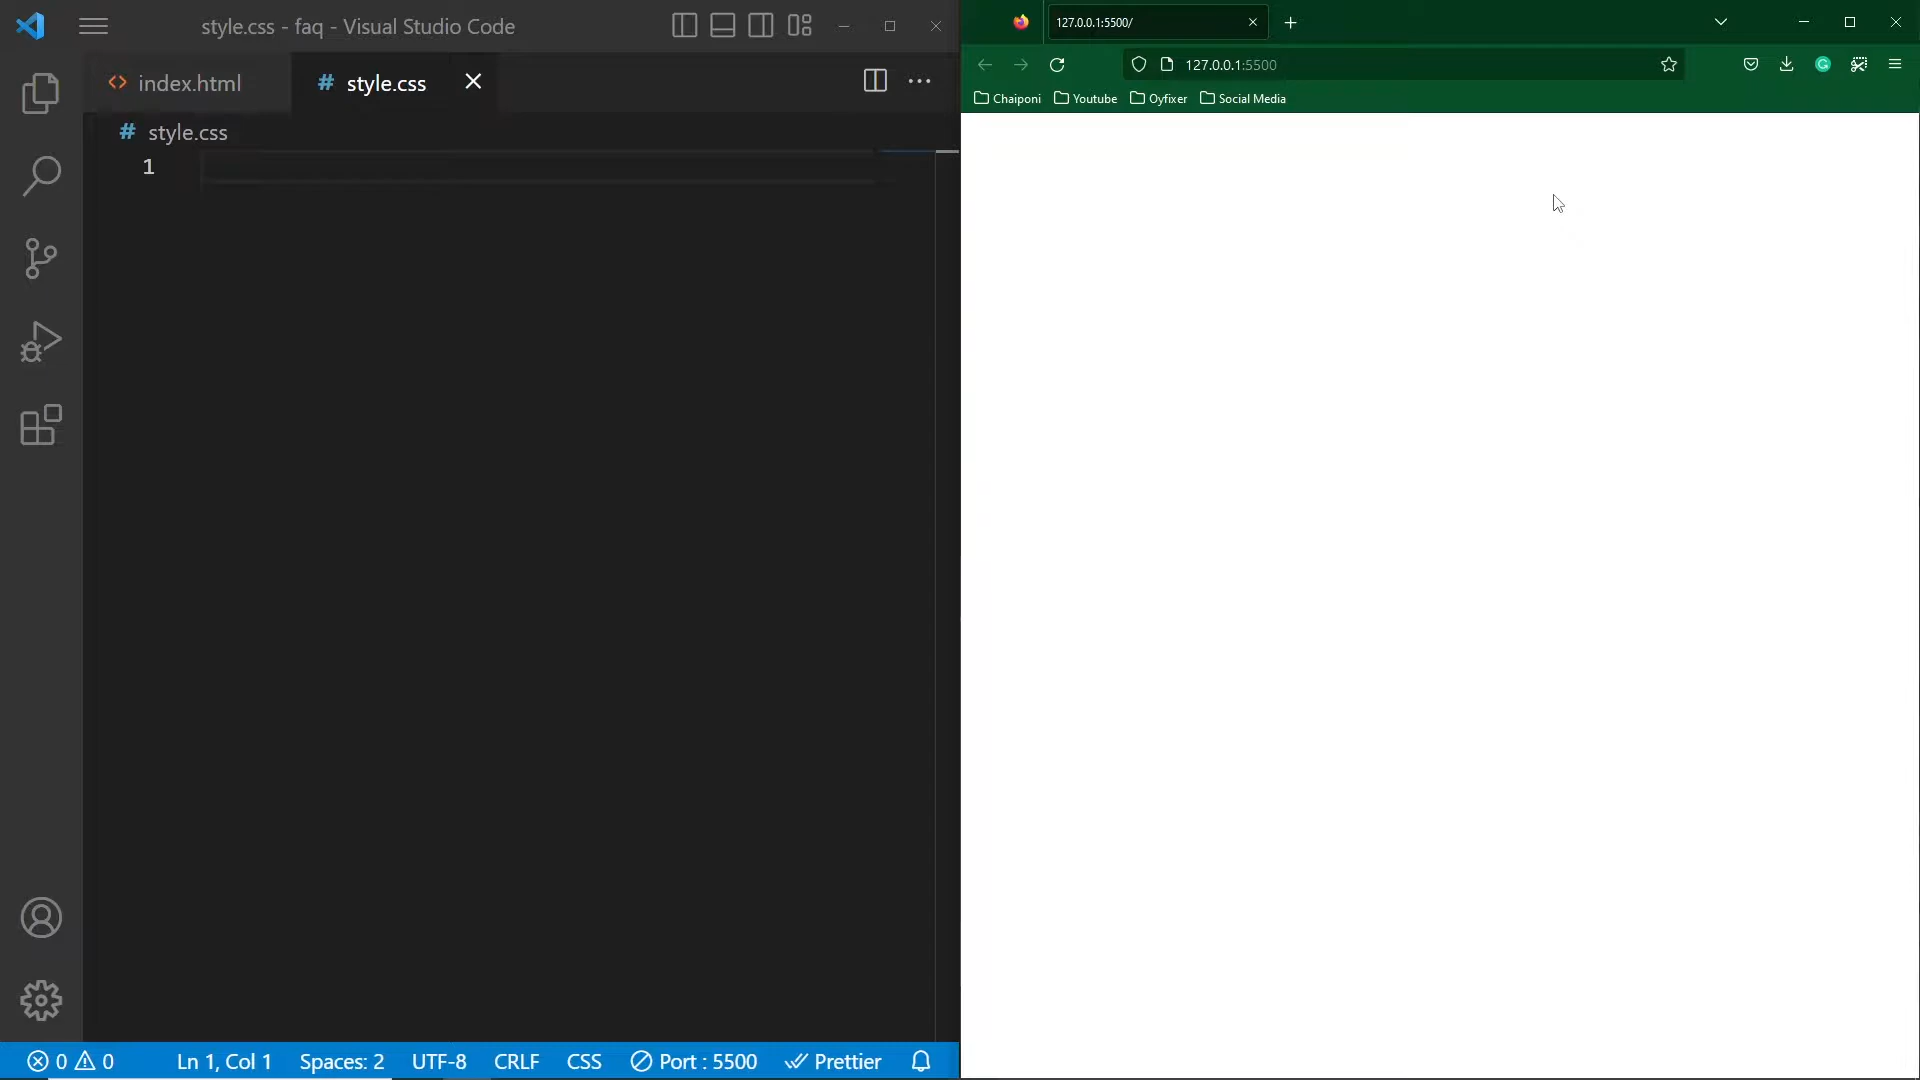 style.css - faq - Visual Studio Code
index.html
# style.css
# style.css
1
0 0 Ln 1, Col 1 Spaces: 2 UTF-8 CRLF CSS Port : 5500 Prettier
127.0.0.1:5500/
127.0.0.1:5500
Chaiponi Youtube Oyfixer Social Media